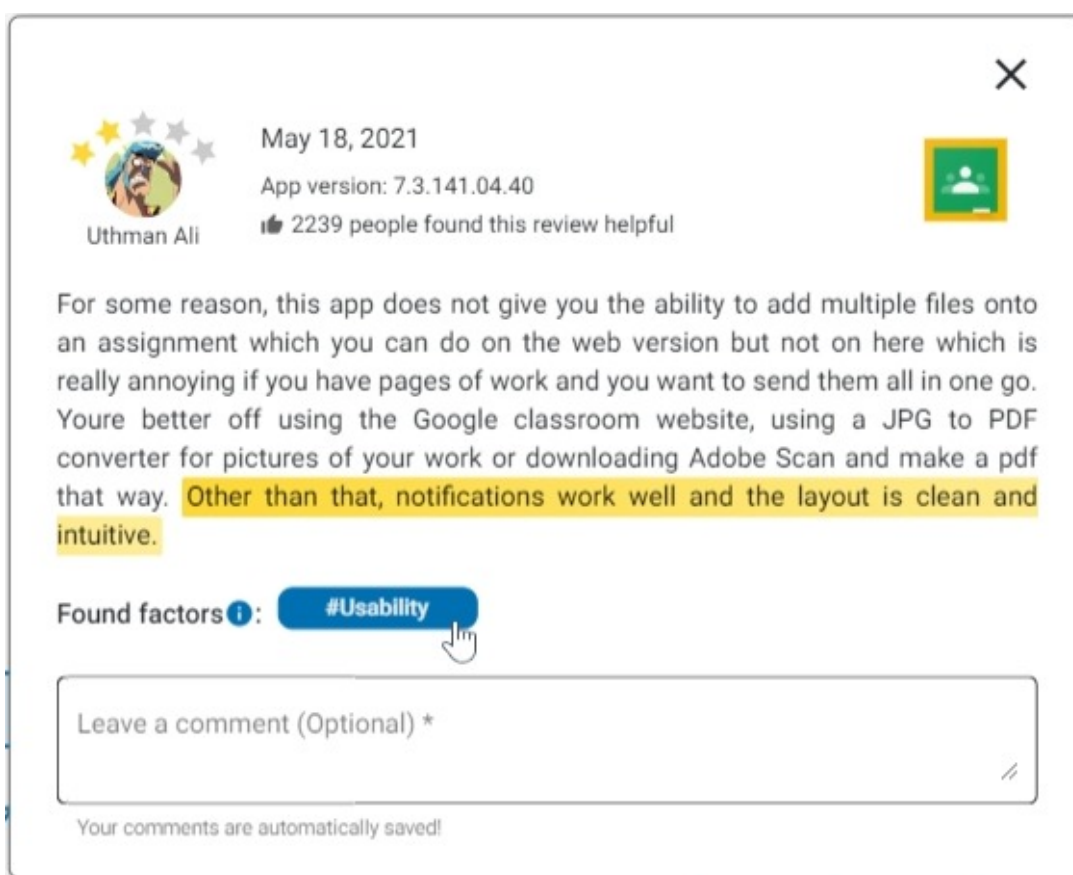 May 18, 2021
App version: 7.3.141.04.40
2239 people found this review helpful
Uthman Ali
For some reason, this app does not give you the ability to add multiple files onto
an assignment which you can do on the web version but not on here which is
really annoying if you have pages of work and you want to send them all in one go.
Youre better off using the Google classroom website, using a JPG to PDF
converter for pictures of your work or downloading Adobe Scan and make a pdf
that way. Other than that, notifications work well and the layout is clean and
intuitive.
Found factors i: #Usability
Leave a comment (Optional) *
Your comments are automatically saved!